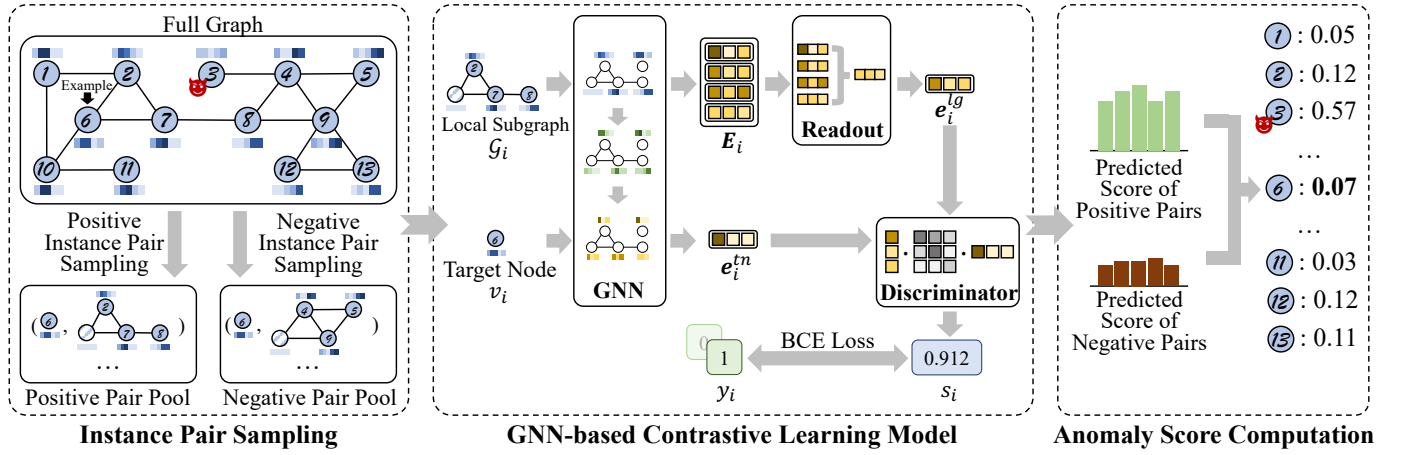 Full Graph
1
2
3
4
5
Example
6
7
8
9
10
11
12
13
Positive
Instance Pair
Sampling
Negative
Instance Pair
Sampling
( 6 , 2 7 8 )
...
Positive Pair Pool
( 6 , 4 5 9 )
...
Negative Pair Pool
Instance Pair Sampling
2
7
8
Local Subgraph
𝒢ᵢ
6
Target Node
vᵢ
GNN
Eᵢ
Readout
eᵢˡᵍ
eᵢᵗⁿ
Discriminator
0
1
yᵢ
BCE Loss
0.912
sᵢ
GNN-based Contrastive Learning Model
Predicted
Score of
Positive Pairs
Predicted
Score of
Negative Pairs
1 : 0.05
2 : 0.12
3 : 0.57
...
6 : 0.07
...
11 : 0.03
12 : 0.12
13 : 0.11
Anomaly Score Computation